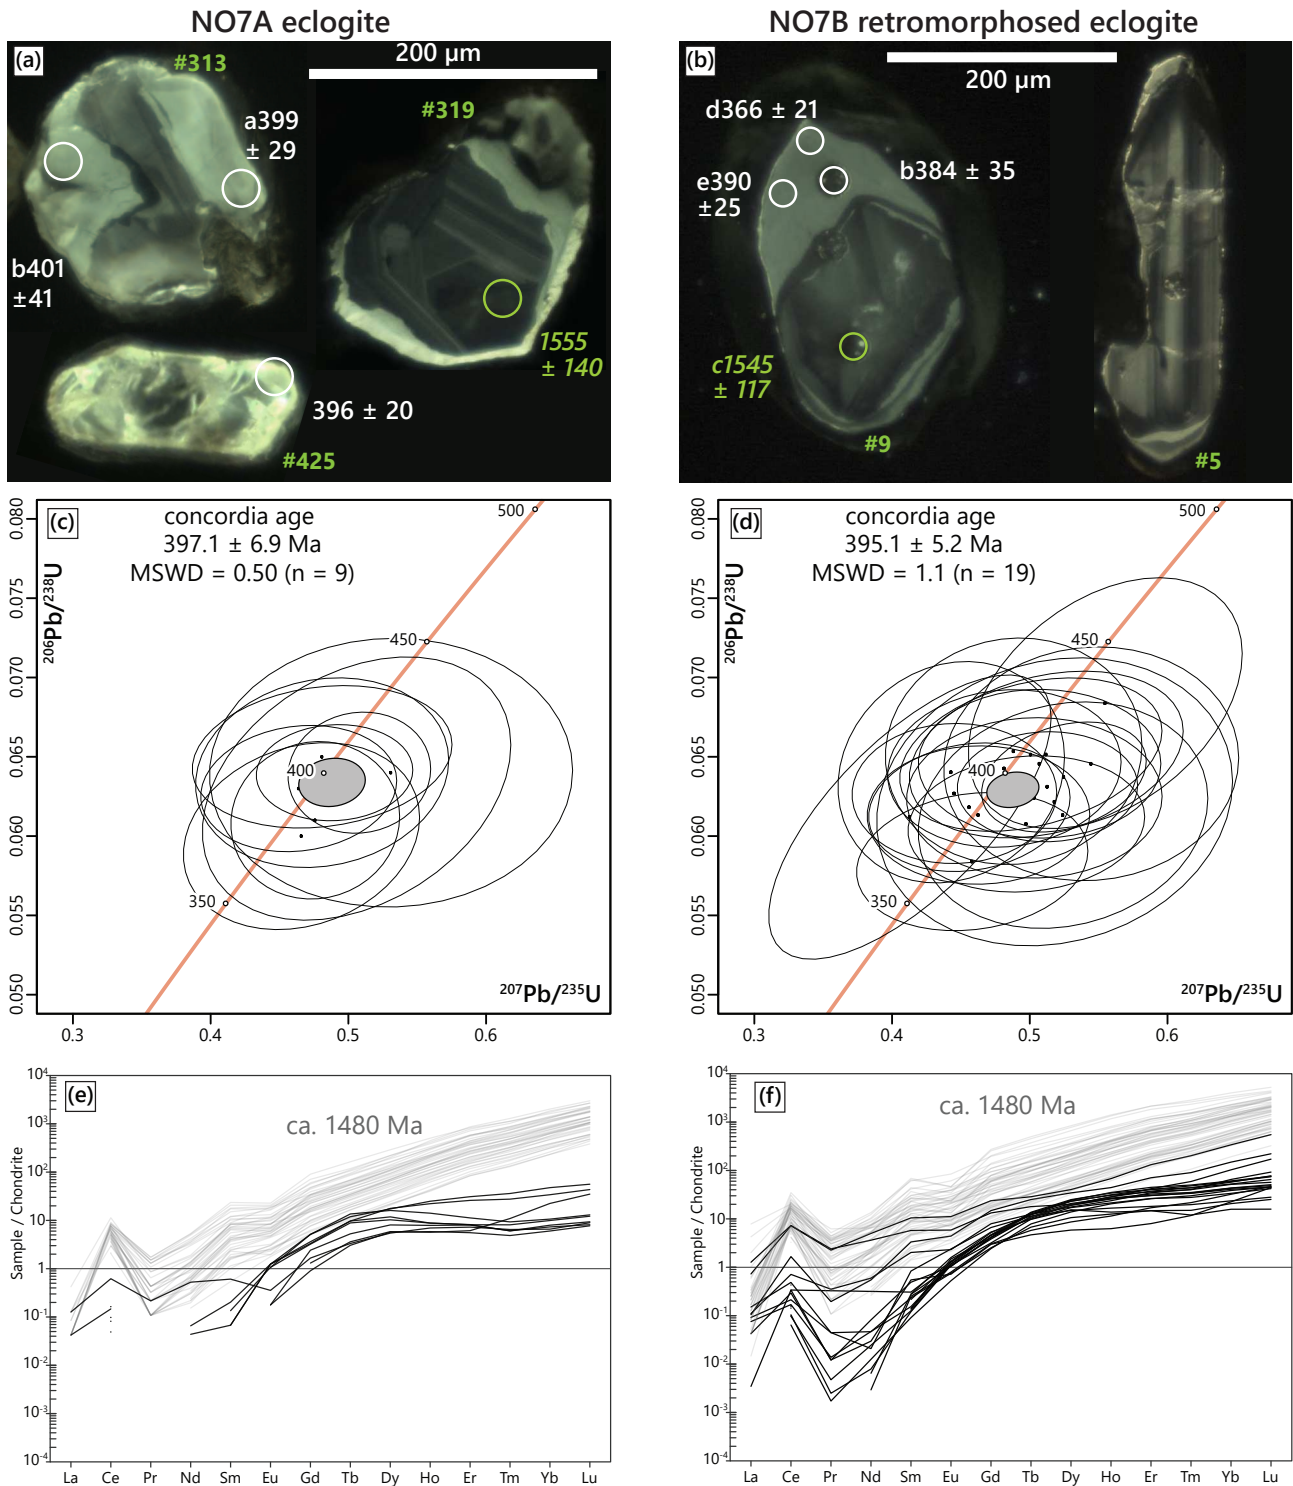 NO7A eclogite
NO7B retromorphosed eclogite
(a)
#313
200 µm
a399
± 29
#319
b401
±41
1555
± 140
396 ± 20
#425
(b)
200 µm
d366 ± 21
e390
±25
b384 ± 35
c1545
± 117
#9
#5
(c)
concordia age
397.1 ± 6.9 Ma
MSWD = 0.50 (n = 9)
500
450
400
350
²⁰⁶Pb/²³⁸U
0.080
0.075
0.070
0.065
0.060
0.055
0.050
²⁰⁷Pb/²³⁵U
0.3
0.4
0.5
0.6
(d)
concordia age
395.1 ± 5.2 Ma
MSWD = 1.1 (n = 19)
500
450
400
350
²⁰⁶Pb/²³⁸U
0.080
0.075
0.070
0.065
0.060
0.055
0.050
²⁰⁷Pb/²³⁵U
0.3
0.4
0.5
0.6
(e)
ca. 1480 Ma
Sample / Chondrite
10⁴
10³
10²
10
1
10⁻¹
10⁻²
10⁻³
10⁻⁴
La Ce Pr Nd Sm Eu Gd Tb Dy Ho Er Tm Yb Lu
(f)
ca. 1480 Ma
Sample / Chondrite
10⁴
10³
10²
10
1
10⁻¹
10⁻²
10⁻³
10⁻⁴
La Ce Pr Nd Sm Eu Gd Tb Dy Ho Er Tm Yb Lu